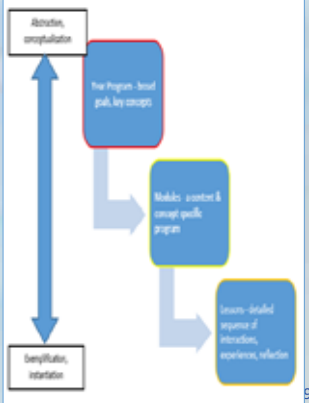 Abstraction,
conceptualization
Year Program - broad
goals, key concepts
Modules - a content &
concept specific
program
Lessons - detailed
sequence of
interactions,
experiences, reflection
Exemplification,
instantiation